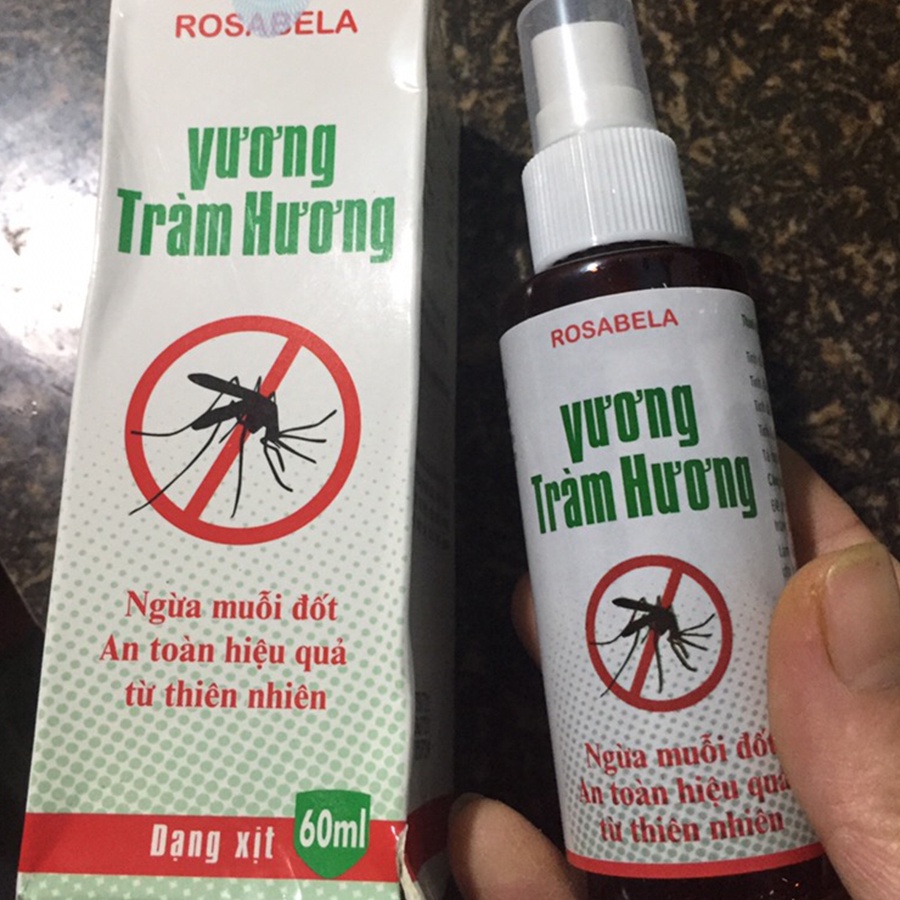 ROSABELA
Vương
Tràm Hương
Ngừa muỗi đốt
An toàn hiệu quả
từ thiên nhiên
Dạng xịt
60ml
ROSABELA
Vương
Tràm Hương
Ngừa muỗi đốt
An toàn hiệu quả
từ thiên nhiên